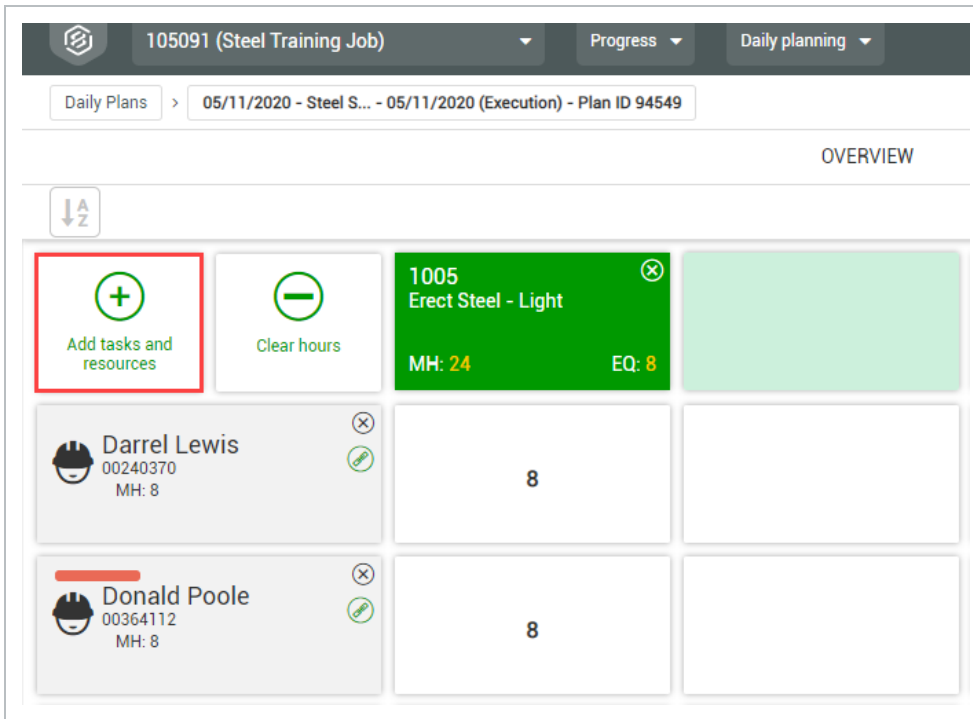 105091 (Steel Training Job)
Progress
Daily planning
Daily Plans > 05/11/2020 - Steel S... - 05/11/2020 (Execution) - Plan ID 94549
OVERVIEW
A
Z
Add tasks and
resources
Clear hours
1005
Erect Steel - Light
MH: 24
EQ: 8
Darrel Lewis
00240370
MH: 8
8
Donald Poole
00364112
MH: 8
8